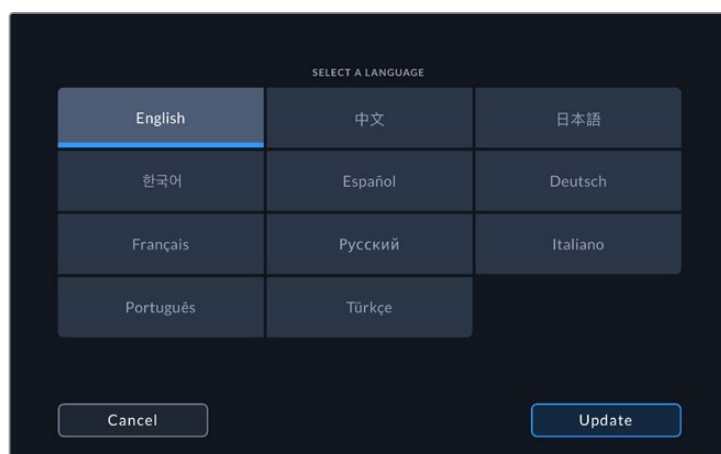 SELECT A LANGUAGE
English 中文 日本語
한국어 Español Deutsch
Français Русский Italiano
Português Türkçe
Cancel Update